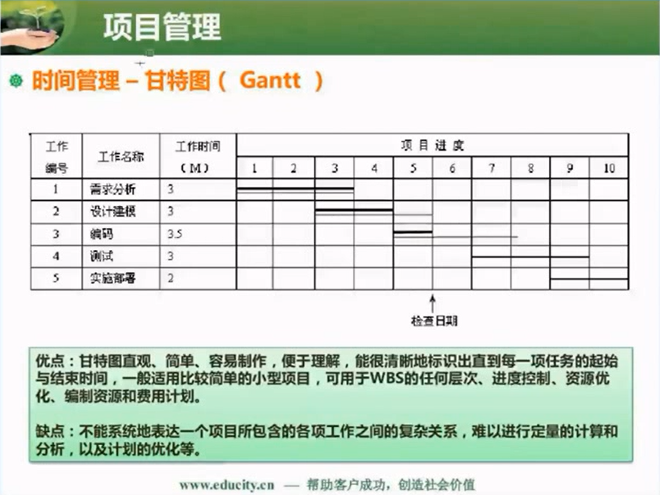 项目管理
时间管理 – 甘特图（ Gantt ）
工作编号 工作名称 工作时间（M） 项目进度
1 2 3 4 5 6 7 8 9 10
1 需求分析 3
2 设计建模 3
3 编码 3.5
4 测试 3
5 实施部署 2
检查日期
优点：甘特图直观、简单、容易制作，便于理解，能很清晰地标识出直到每一项任务的起始
与结束时间，一般适用比较简单的小型项目，可用于WBS的任何层次、进度控制、资源优
化、编制资源和费用计划。
缺点：不能系统地表达一个项目所包含的各项工作之间的复杂关系，难以进行定量的计算和
分析，以及计划的优化等。
www.educity.cn — 帮助客户成功，创造社会价值